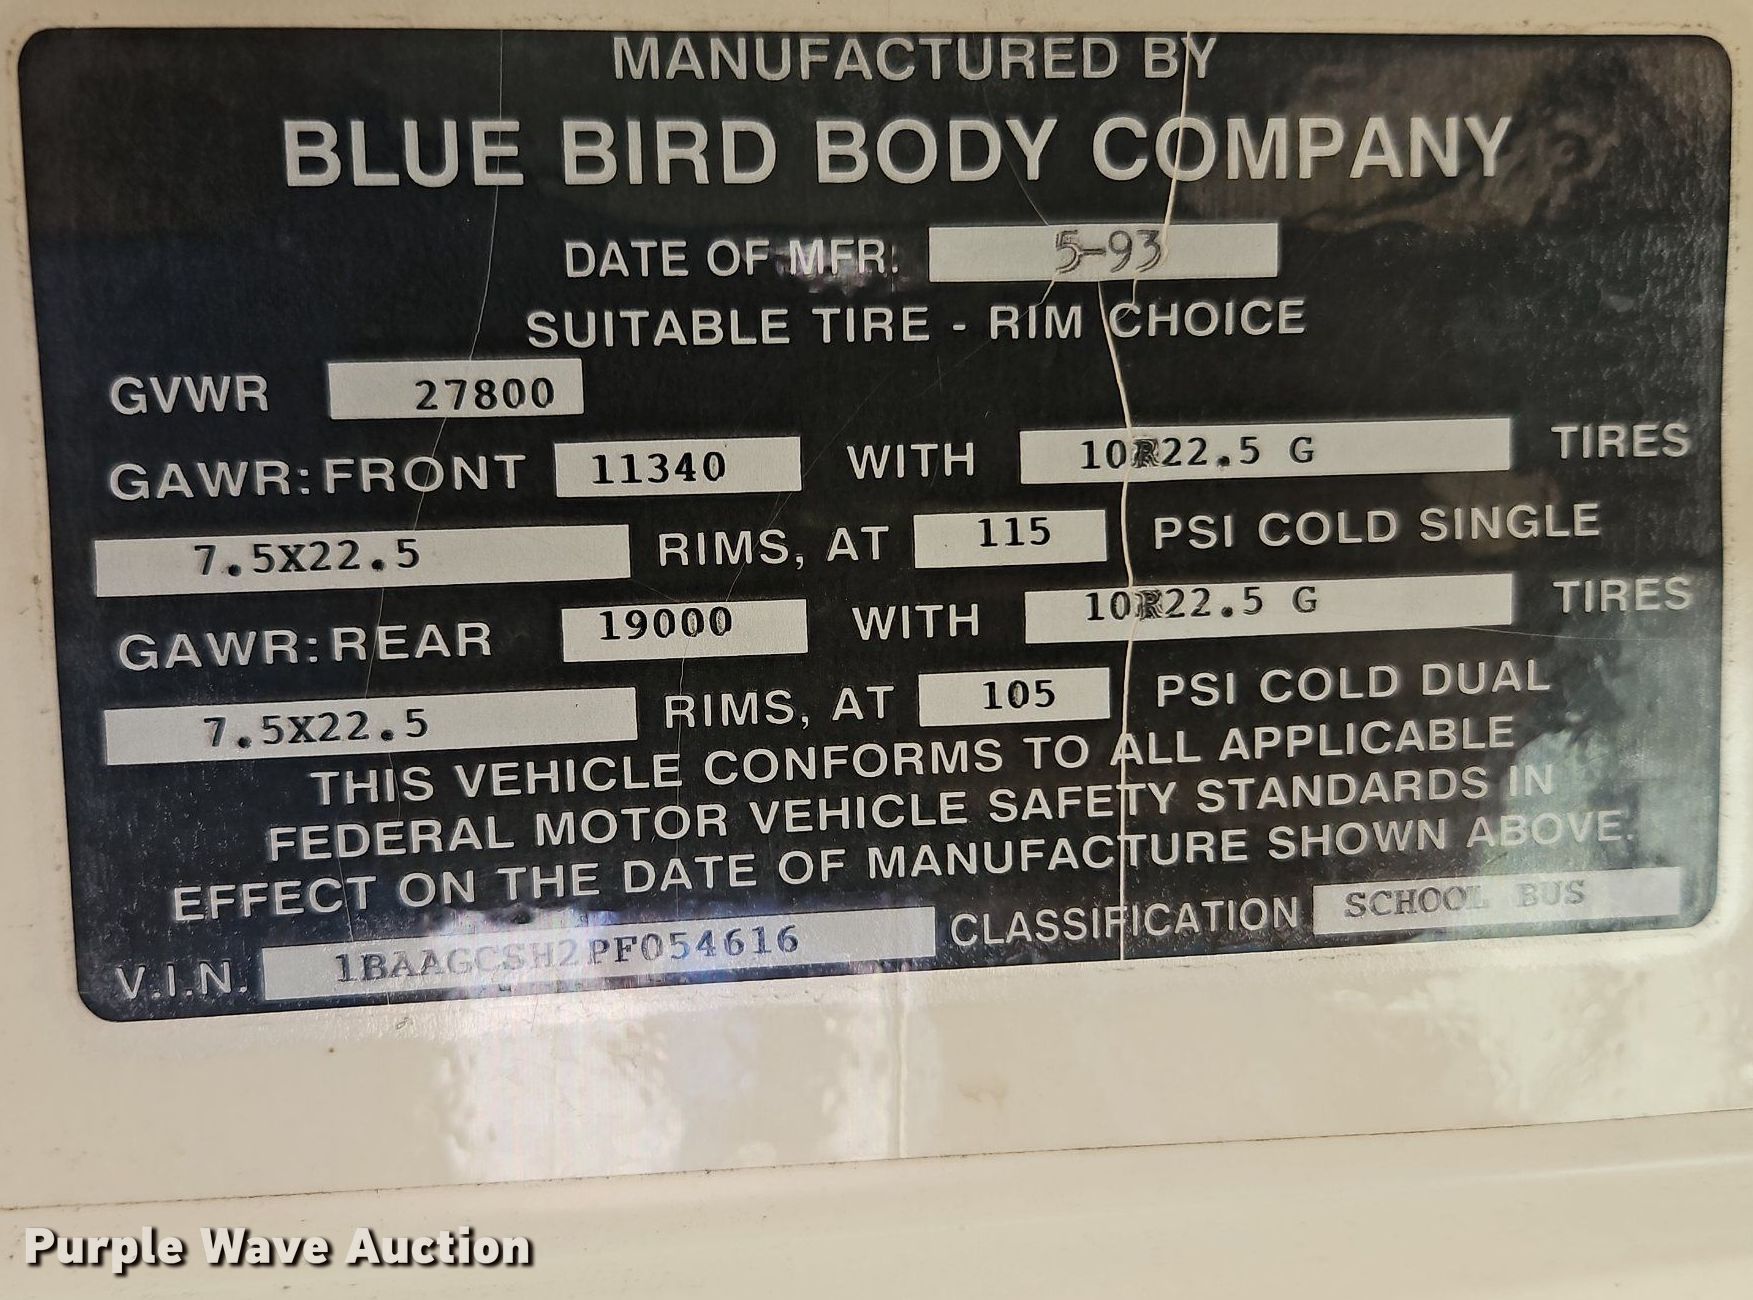 MANUFACTURED BY
BLUE BIRD BODY COMPANY
DATE OF MFR: 5-93
SUITABLE TIRE - RIM CHOICE
GVWR 27800
GAWR: FRONT 11340 WITH 10R22.5 G TIRES
7.5X22.5 RIMS, AT 115 PSI COLD SINGLE
GAWR: REAR 19000 WITH 10R22.5 G TIRES
7.5X22.5 RIMS, AT 105 PSI COLD DUAL
THIS VEHICLE CONFORMS TO ALL APPLICABLE
FEDERAL MOTOR VEHICLE SAFETY STANDARDS IN
EFFECT ON THE DATE OF MANUFACTURE SHOWN ABOVE.
V.I.N. 1BAAGCSH2PF054616 CLASSIFICATION SCHOOL BUS
Purple Wave Auction